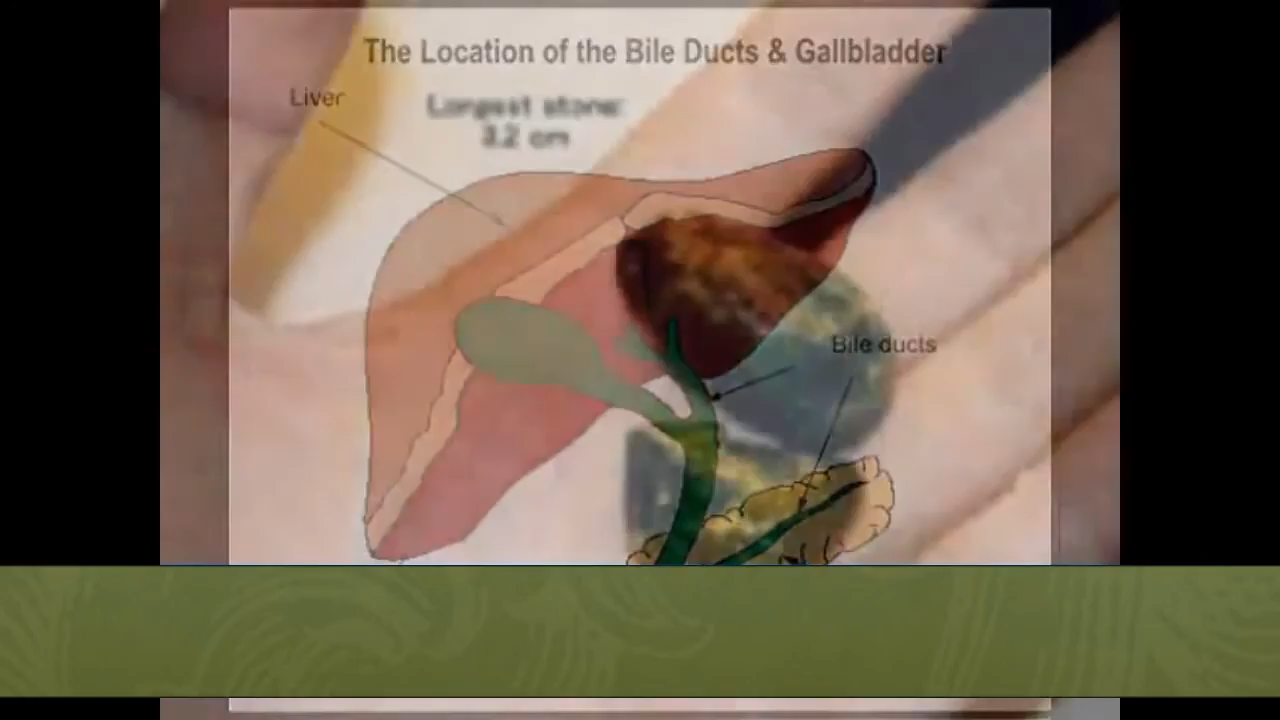 The Location of the Bile Ducts & Gallbladder
Liver
Longest stone:
3.2 cm
Bile ducts